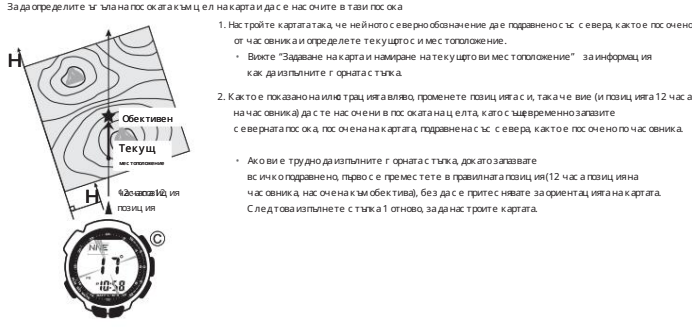 За да определите ъгъла на посоката към цел на карта и да се насочите в тази посока
1. Настройте картата така, че нейното северно обозначение да е подравнено със севера, както е посочено
от часовника и определете текущото си местоположение.
• Вижте “Задаване на карта и намиране на текущото ви местоположение” за информация
как да изпълните горната стъпка.
2. Както е показано на илюстрацията вляво, променете позицията си, така че вие (и позицията 12 часа
на часовника) да сте насочени в посоката на целта, като същевременно запазите
северната посока, посочена на картата, подравнена със севера, както е посочено по часовника.
• Ако ви е трудно да изпълните горната стъпка, докато запазвате
всичко подравнено, първо се преместете в правилната позиция (12 часа позиция на
часовника, насочена към обектива), без да се притеснявате за ориентацията на картата.
След това изпълнете стъпка 1 отново, за да настроите картата.
Н
Обективен
Текущ
местоположение
Н
позиция
C
NNE
17°
10:58